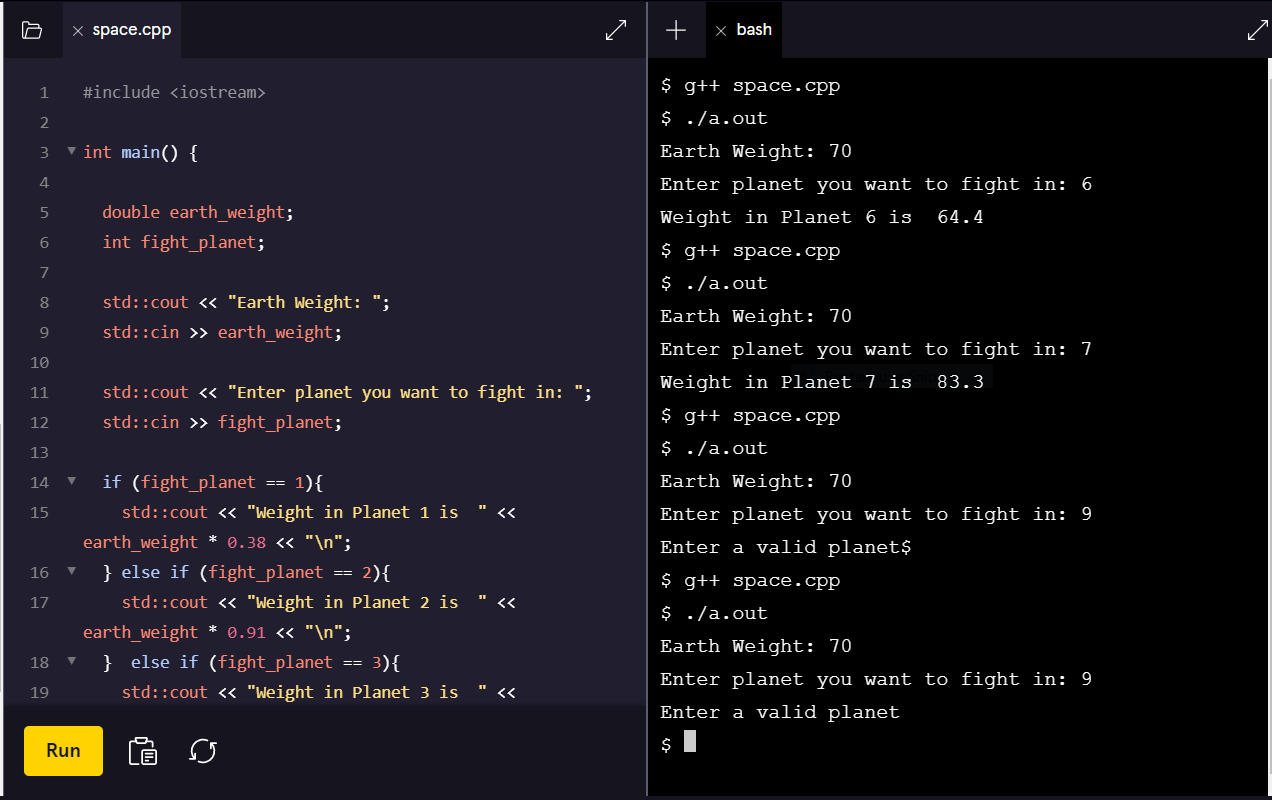 space.cpp
1 #include <iostream>
2
3 int main() {
4
5 double earth_weight;
6 int fight_planet;
7
8 std::cout << "Earth Weight: ";
9 std::cin >> earth_weight;
10
11 std::cout << "Enter planet you want to fight in: ";
12 std::cin >> fight_planet;
13
14 if (fight_planet == 1){
15 std::cout << "Weight in Planet 1 is  " <<
earth_weight * 0.38 << "\n";
16 } else if (fight_planet == 2){
17 std::cout << "Weight in Planet 2 is  " <<
earth_weight * 0.91 << "\n";
18 }  else if (fight_planet == 3){
19 std::cout << "Weight in Planet 3 is  " <<
Run
bash
$ g++ space.cpp
$ ./a.out
Earth Weight: 70
Enter planet you want to fight in: 6
Weight in Planet 6 is  64.4
$ g++ space.cpp
$ ./a.out
Earth Weight: 70
Enter planet you want to fight in: 7
Weight in Planet 7 is  83.3
$ g++ space.cpp
$ ./a.out
Earth Weight: 70
Enter planet you want to fight in: 9
Enter a valid planet$
$ g++ space.cpp
$ ./a.out
Earth Weight: 70
Enter planet you want to fight in: 9
Enter a valid planet
$